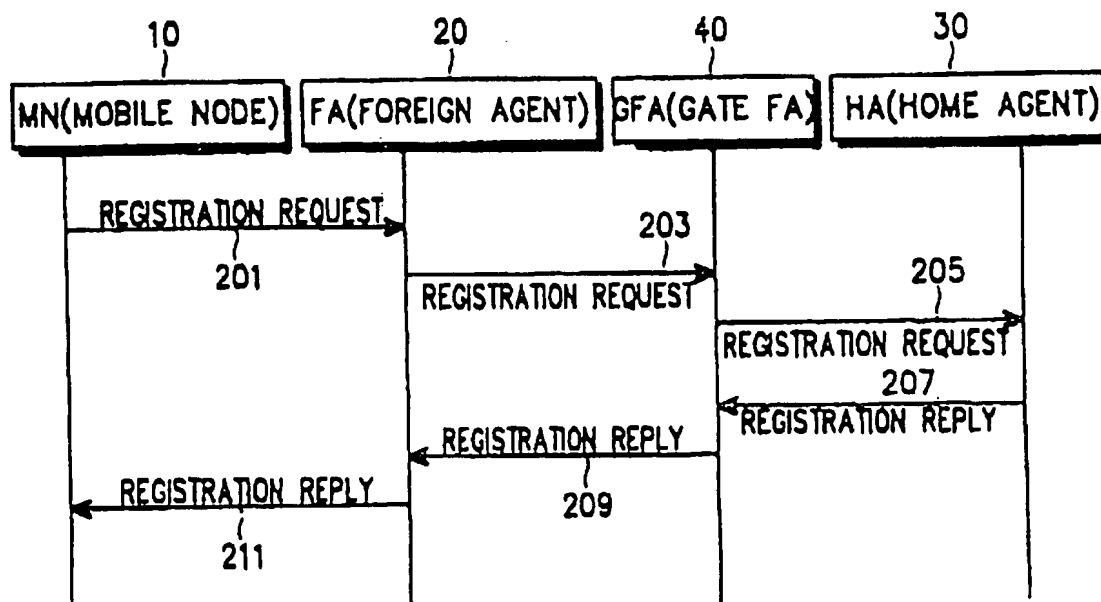 10
20
40
30
MN(MOBILE NODE)
FA(FOREIGN AGENT)
GFA(GATE FA)
HA(HOME AGENT)
REGISTRATION REQUEST
201
203
REGISTRATION REQUEST
205
REGISTRATION REQUEST
207
REGISTRATION REPLY
REGISTRATION REPLY
209
REGISTRATION REPLY
211